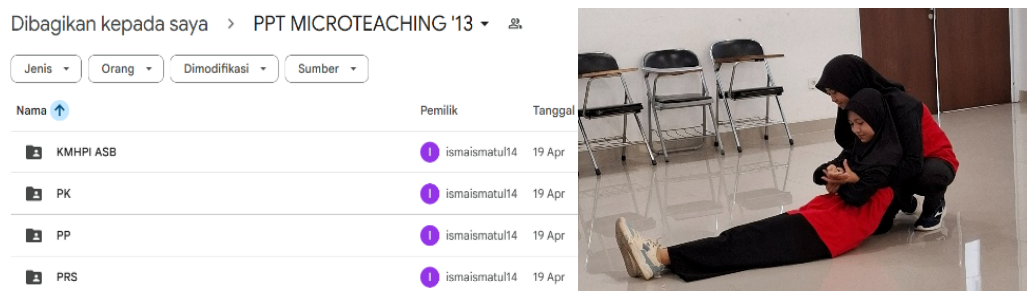 Dibagikan kepada saya > PPT MICROTEACHING '13
Jenis Orang Dimodifikasi Sumber
Nama Pemilik Tanggal
KMHPI ASB I ismaismatul14 19 Apr
PK I ismaismatul14 19 Apr
PP I ismaismatul14 19 Apr
PRS I ismaismatul14 19 Apr